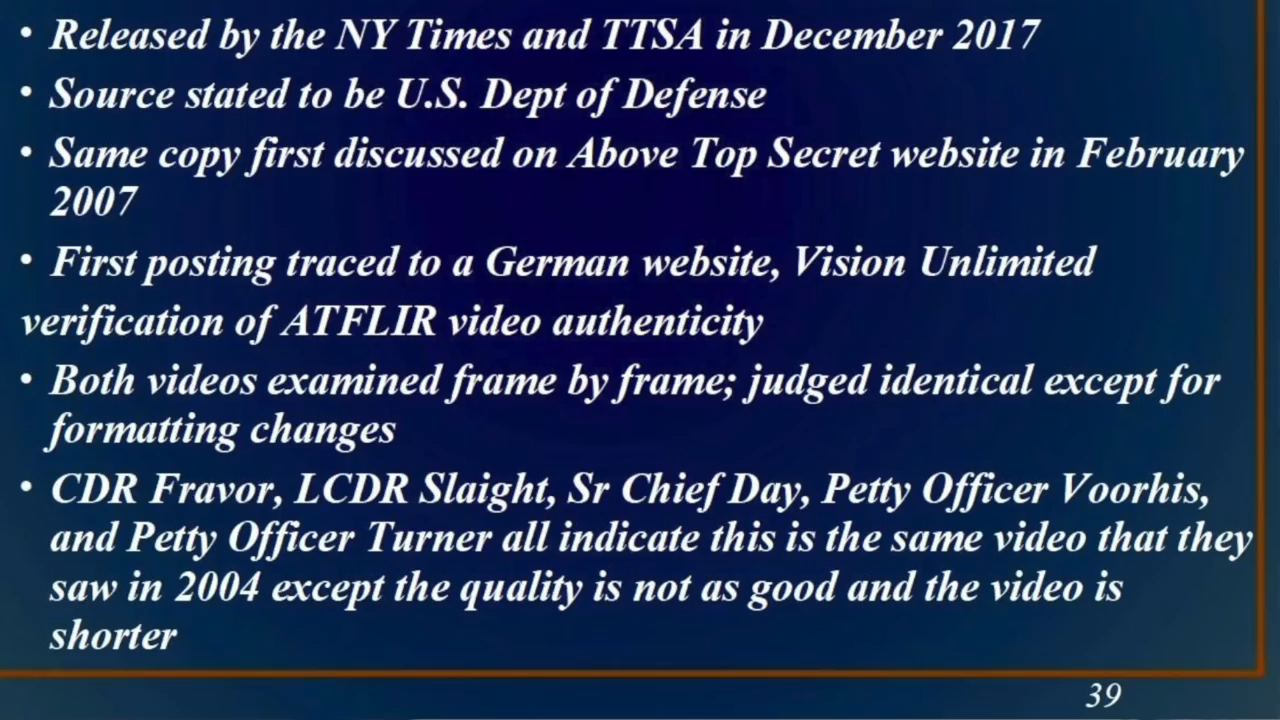 • Released by the NY Times and TTSA in December 2017
• Source stated to be U.S. Dept of Defense
• Same copy first discussed on Above Top Secret website in February
2007
• First posting traced to a German website, Vision Unlimited
verification of ATFLIR video authenticity
• Both videos examined frame by frame; judged identical except for
formatting changes
• CDR Fravor, LCDR Slaight, Sr Chief Day, Petty Officer Voorhis,
and Petty Officer Turner all indicate this is the same video that they
saw in 2004 except the quality is not as good and the video is
shorter
39